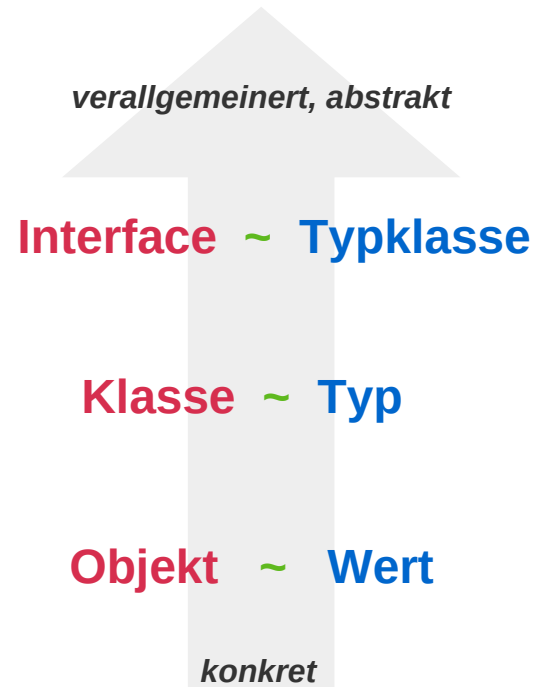 verallgemeinert, abstrakt
Interface ~ Typklasse
Klasse ~ Typ
Objekt ~ Wert
konkret